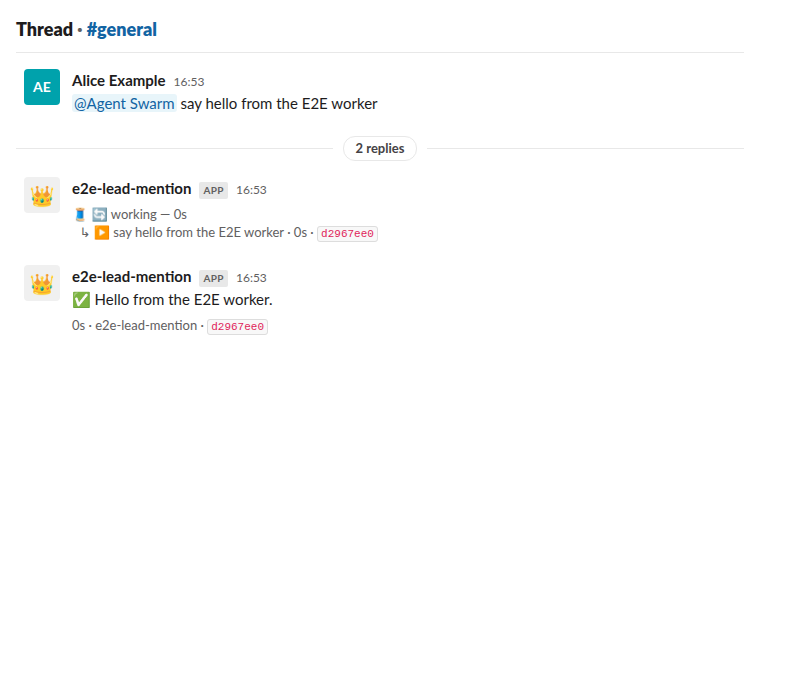 Thread · #general
AE
Alice Example 16:53
@Agent Swarm say hello from the E2E worker
2 replies
e2e-lead-mention APP 16:53
🧵 🔄 working — 0s
↳ ▶️ say hello from the E2E worker · 0s · d2967ee0
e2e-lead-mention APP 16:53
✅ Hello from the E2E worker.
0s · e2e-lead-mention · d2967ee0